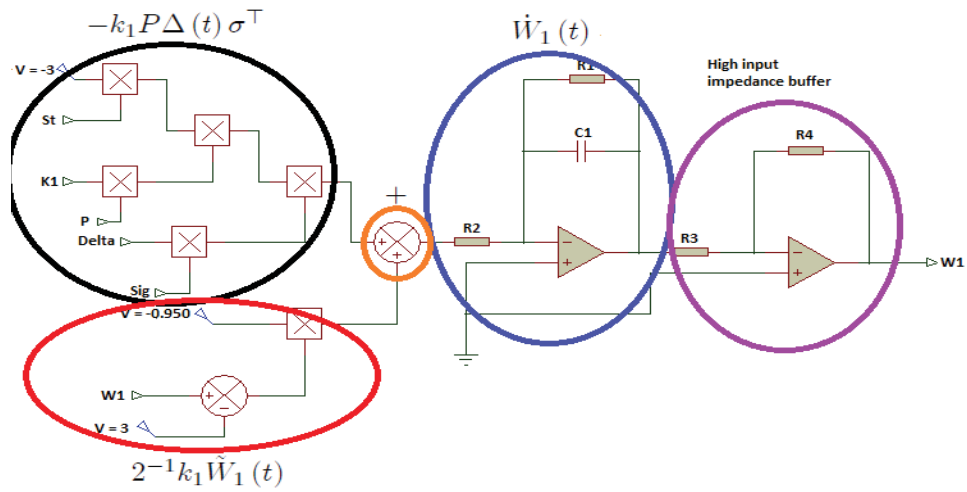 −k₁PΔ(t)σ⊤
Ẇ₁(t)
V = -3
St
K1
P
Delta
Sig
V = -0.950
W1
V = 3
2⁻¹k₁W̃₁(t)
+
+
+
+
−
R1
C1
R2
−
+
High input
impedance buffer
R4
R3
−
+
W1